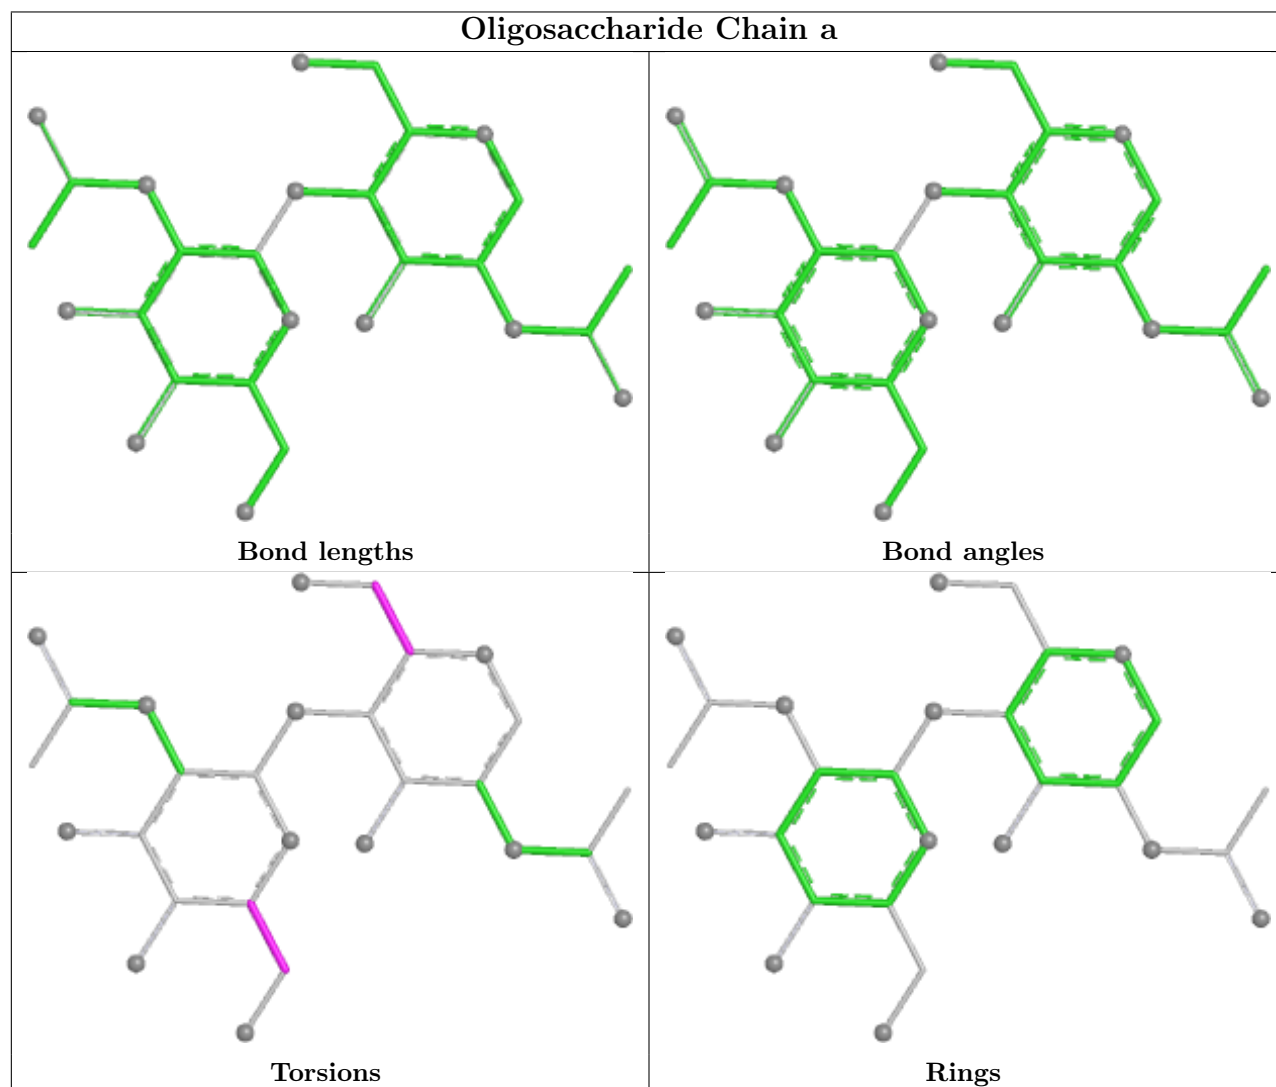 Oligosaccharide Chain a
Bond lengths
Bond angles
Torsions
Rings